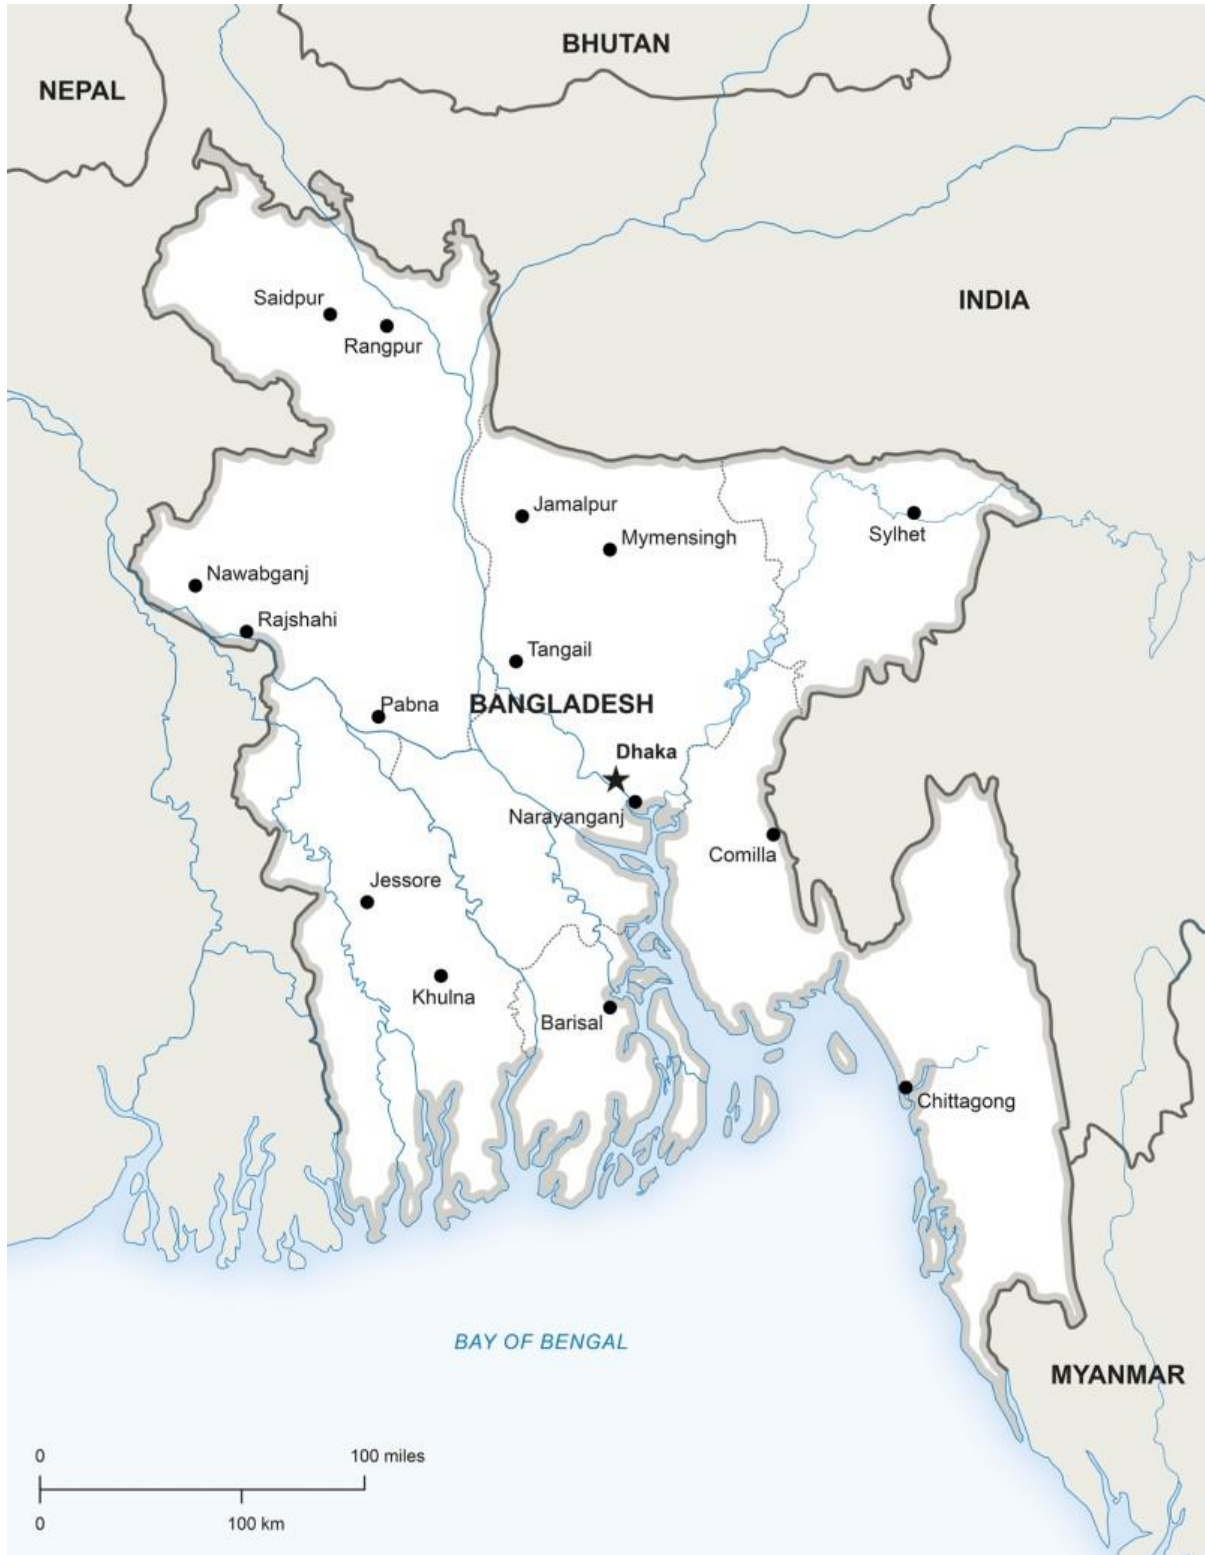 BHUTAN
NEPAL
INDIA
Saidpur
Rangpur
Jamalpur
Mymensingh
Sylhet
Nawabganj
Rajshahi
Tangail
Pabna
BANGLADESH
Dhaka
Narayanganj
Comilla
Jessore
Khulna
Barisal
Chittagong
BAY OF BENGAL
MYANMAR
0 100 miles
0 100 km